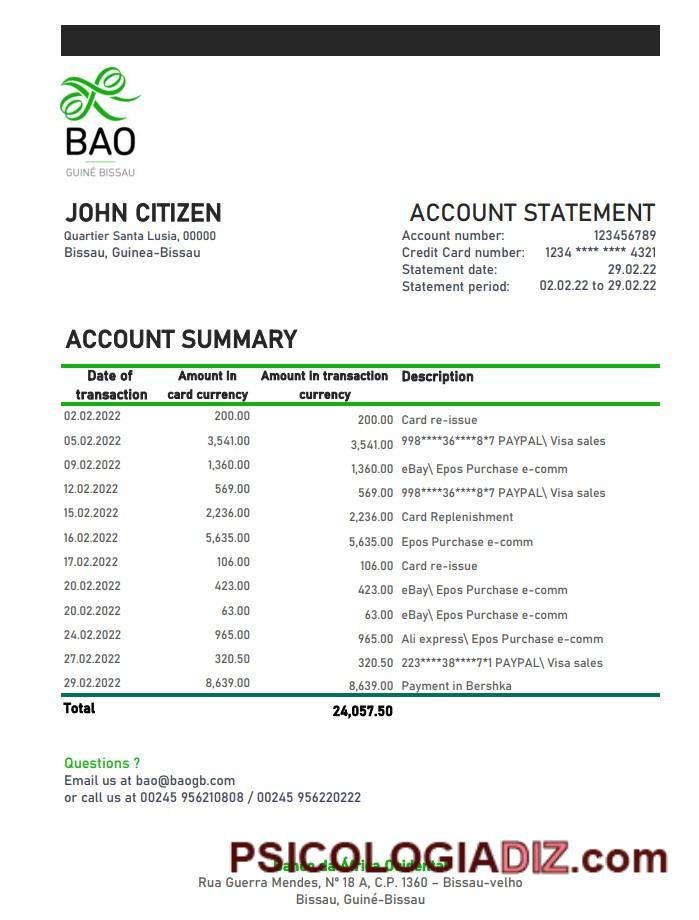 BAO
GUINÉ BISSAU
JOHN CITIZEN
Quartier Santa Lusia, 00000
Bissau, Guinea-Bissau
ACCOUNT STATEMENT
Account number: 123456789
Credit Card number: 1234 **** **** 4321
Statement date: 29.02.22
Statement period: 02.02.22 to 29.02.22
ACCOUNT SUMMARY
Date of transaction Amount in card currency Amount in transaction currency Description
02.02.2022 200.00 200.00 Card re-issue
05.02.2022 3,541.00 3,541.00 998****36****8*7 PAYPAL\ Visa sales
09.02.2022 1,360.00 1,360.00 eBay\ Epos Purchase e-comm
12.02.2022 569.00 569.00 998****36****8*7 PAYPAL\ Visa sales
15.02.2022 2,236.00 2,236.00 Card Replenishment
16.02.2022 5,635.00 5,635.00 Epos Purchase e-comm
17.02.2022 106.00 106.00 Card re-issue
20.02.2022 423.00 423.00 eBay\ Epos Purchase e-comm
20.02.2022 63.00 63.00 eBay\ Epos Purchase e-comm
24.02.2022 965.00 965.00 Ali express\ Epos Purchase e-comm
27.02.2022 320.50 320.50 223****38****7*1 PAYPAL\ Visa sales
29.02.2022 8,639.00 8,639.00 Payment in Bershka
Total 24,057.50
Questions ?
Email us at bao@baogb.com
or call us at 00245 956210808 / 00245 956220222
PSICOLOGIADIZ.com
da África
Rua Guerra Mendes, Nº 18 A, C.P. 1360 – Bissau-velho
Bissau, Guiné-Bissau